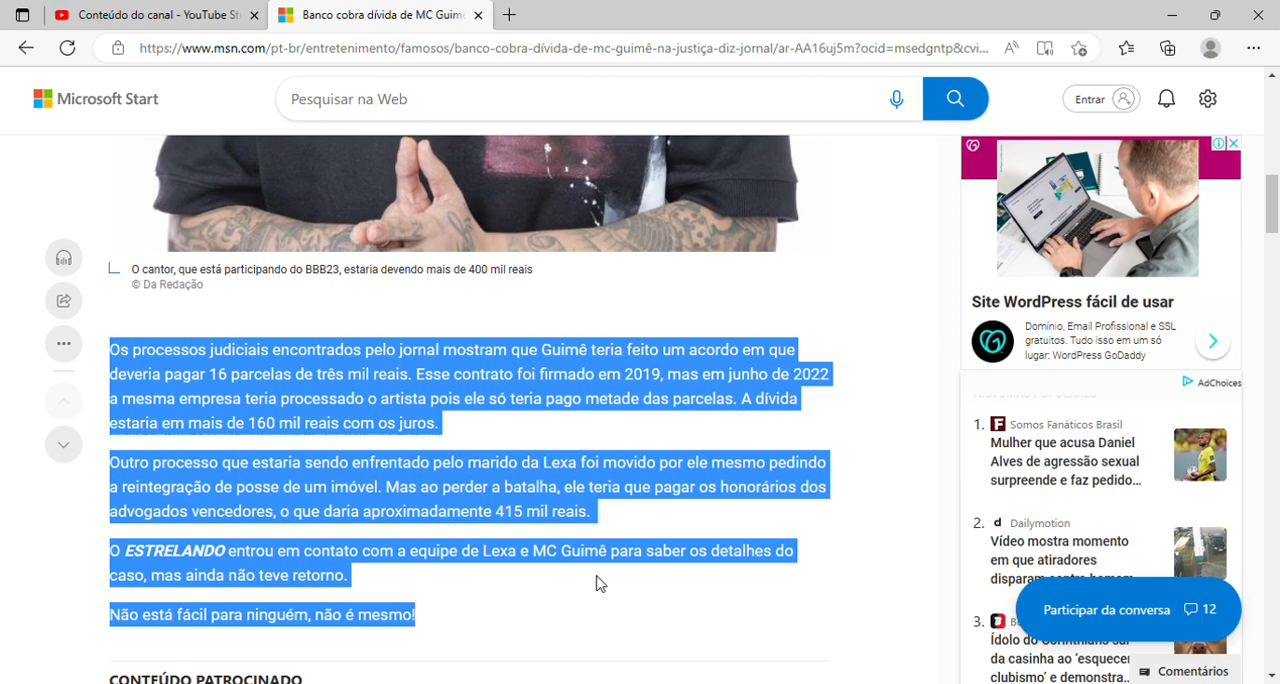 Conteúdo do canal - YouTube St
Banco cobra dívida de MC Guimê
https://www.msn.com/pt-br/entretenimento/famosos/banco-cobra-dívida-de-mc-guimê-na-justiça-diz-jornal/ar-AA16uj5m?ocid=msedgntp&cvi...
Microsoft Start
Pesquisar na Web
Entrar
O cantor, que está participando do BBB23, estaria devendo mais de 400 mil reais
© Da Redação
Os processos judiciais encontrados pelo jornal mostram que Guimê teria feito um acordo em que
deveria pagar 16 parcelas de três mil reais. Esse contrato foi firmado em 2019, mas em junho de 2022
a mesma empresa teria processado o artista pois ele só teria pago metade das parcelas. A dívida
estaria em mais de 160 mil reais com os juros.
Outro processo que estaria sendo enfrentado pelo marido da Lexa foi movido por ele mesmo pedindo
a reintegração de posse de um imóvel. Mas ao perder a batalha, ele teria que pagar os honorários dos
advogados vencedores, o que daria aproximadamente 415 mil reais.
O ESTRELANDO entrou em contato com a equipe de Lexa e MC Guimê para saber os detalhes do
caso, mas ainda não teve retorno.
Não está fácil para ninguém, não é mesmo!
CONTEÚDO PATROCINADO
Site WordPress fácil de usar
Domínio, Email Profissional e SSL
gratuitos. Tudo isso em um só
lugar: WordPress GoDaddy
AdChoices
1. F Somos Fanáticos Brasil
Mulher que acusa Daniel
Alves de agressão sexual
surpreende e faz pedido...
2. d Dailymotion
Vídeo mostra momento
em que atiradores
disparam contra homem
Participar da conversa 12
3.
Ídolo do Corinthians
da casinha ao 'esquecer
clubismo' e demonstra...
Comentários